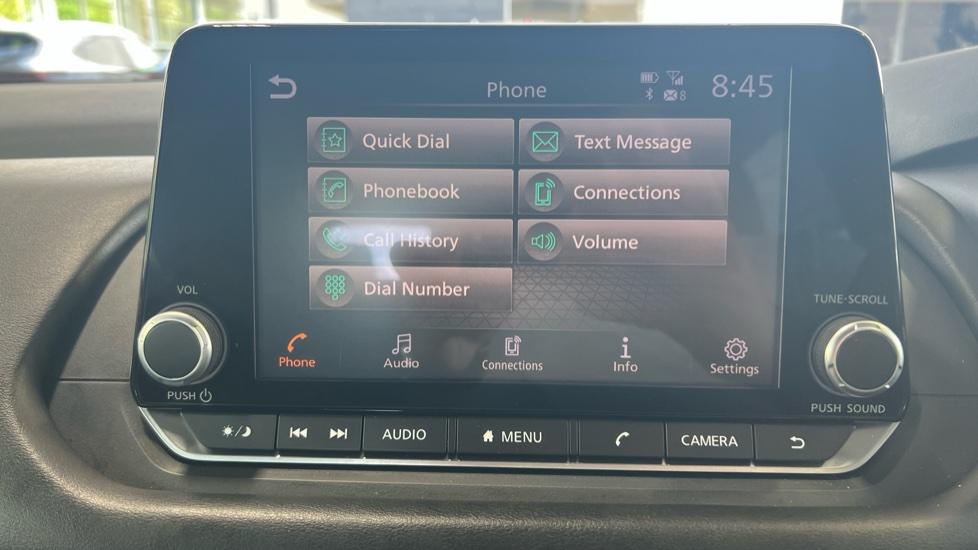 Phone
8
8:45
Quick Dial
Text Message
Phonebook
Connections
Call History
Volume
Dial Number
VOL
TUNE·SCROLL
Phone
Audio
Connections
Info
Settings
PUSH
PUSH SOUND
AUDIO
MENU
CAMERA